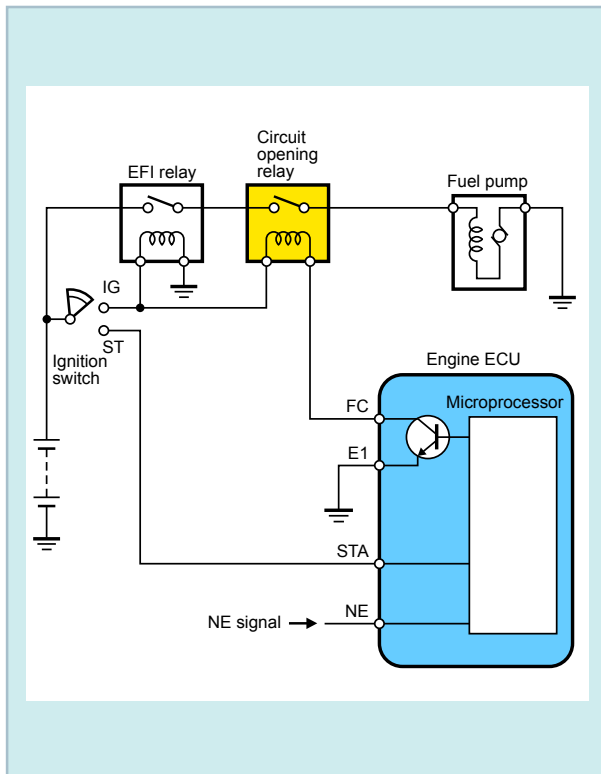 Circuit
opening
relay
EFI relay
Fuel pump
IG
ST
Ignition
switch
Engine ECU
Microprocessor
FC
E1
STA
NE
NE signal